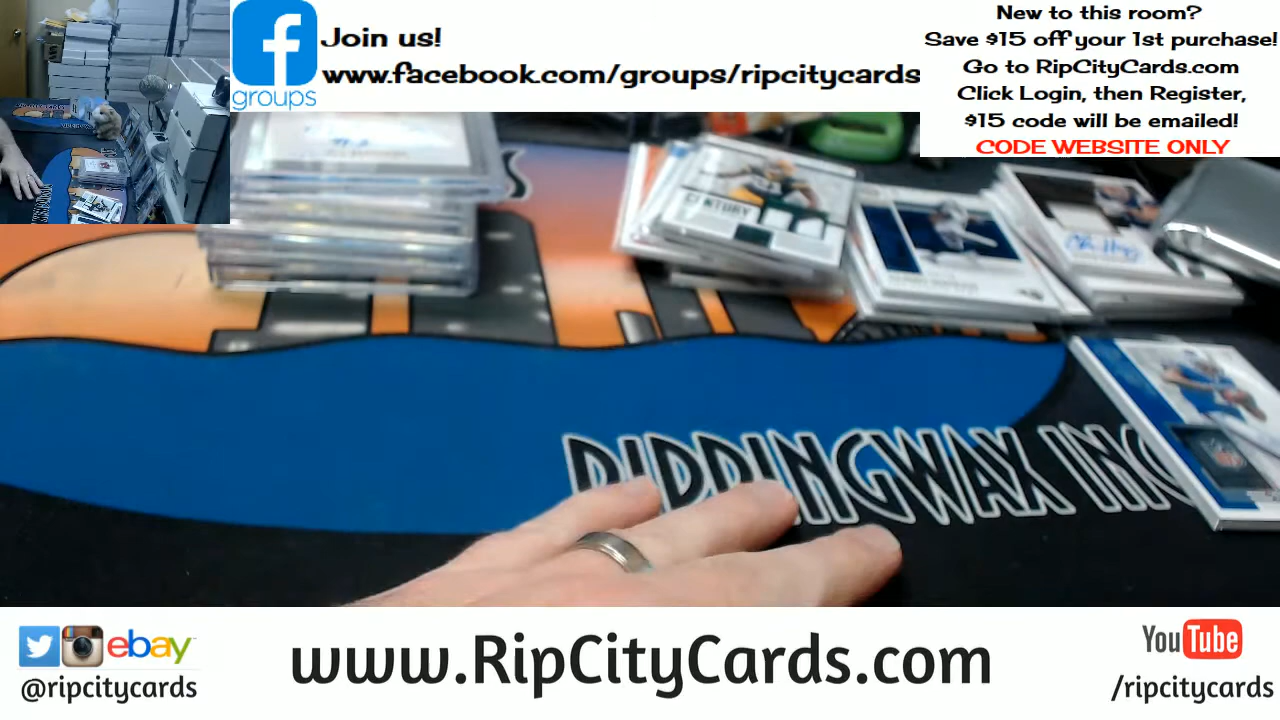 Join us!
www.facebook.com/groups/ripcitycards
groups
New to this room?
Save $15 off your 1st purchase!
Go to RipCityCards.com
Click Login, then Register,
$15 code will be emailed!
CODE WEBSITE ONLY
CENTURY
RIPPINGWAX INC
ebay
@ripcitycards
www.RipCityCards.com
YouTube
/ripcitycards